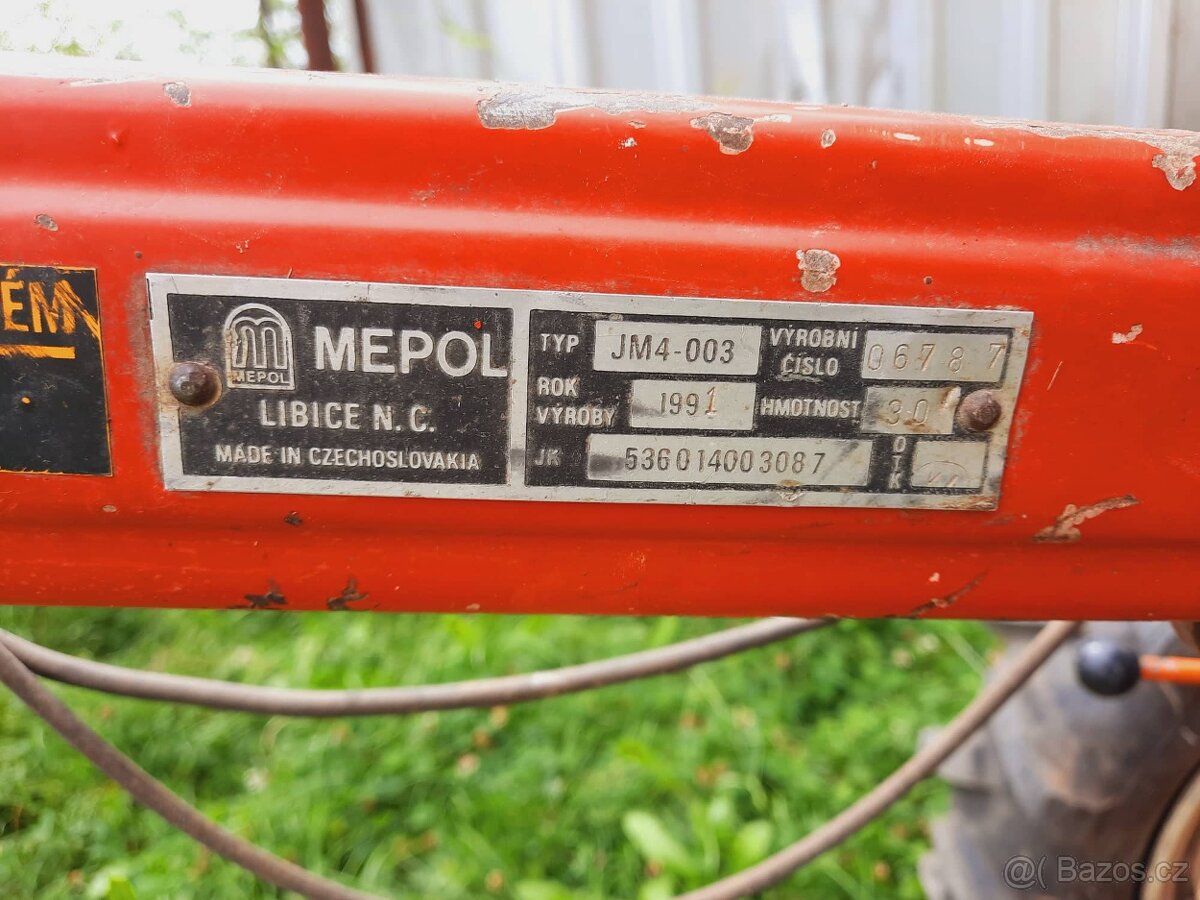 ÉM
MEPOL
MEPOL
LIBICE N.C.
MADE IN CZECHOSLOVAKIA
TYP JM4-003
VÝROBNÍ ČÍSLO 06787
ROK VÝROBY 1991
HMOTNOST 30
JK 536014003087
OTK
@( Bazos.cz